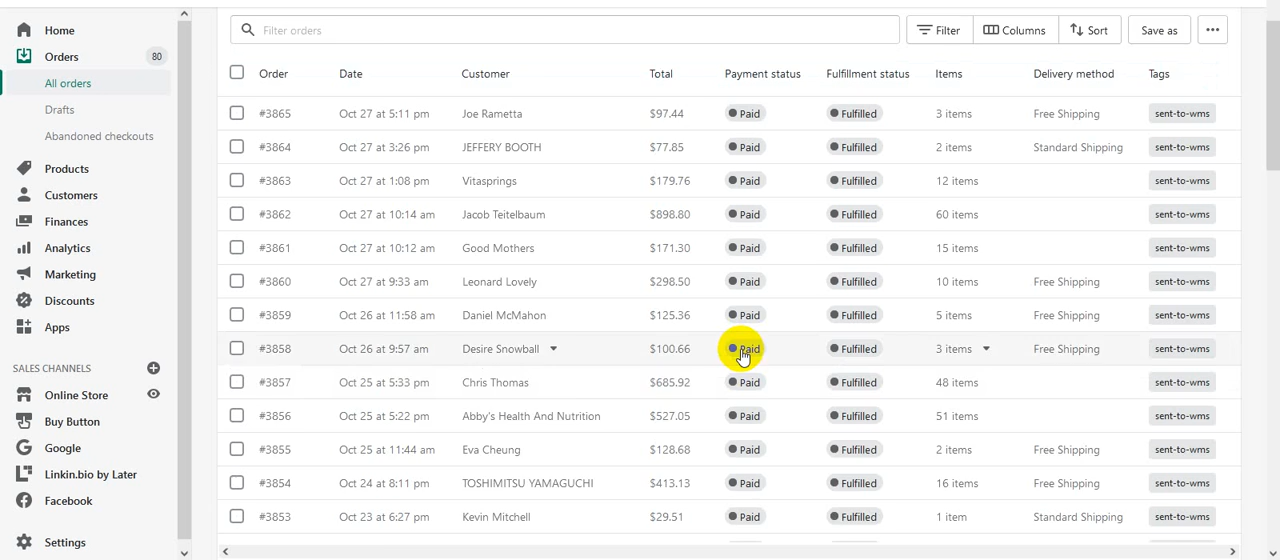 Home
Orders 80
All orders
Drafts
Abandoned checkouts
Products
Customers
Finances
Analytics
Marketing
Discounts
Apps
SALES CHANNELS
Online Store
Buy Button
Google
Linkin.bio by Later
Facebook
Settings
Filter orders Filter Columns Sort Save as
Order Date Customer Total Payment status Fulfillment status Items Delivery method Tags
#3865 Oct 27 at 5:11 pm Joe Rametta $97.44 Paid Fulfilled 3 items Free Shipping sent-to-wms
#3864 Oct 27 at 3:26 pm JEFFERY BOOTH $77.85 Paid Fulfilled 2 items Standard Shipping sent-to-wms
#3863 Oct 27 at 1:08 pm Vitasprings $179.76 Paid Fulfilled 12 items sent-to-wms
#3862 Oct 27 at 10:14 am Jacob Teitelbaum $898.80 Paid Fulfilled 60 items sent-to-wms
#3861 Oct 27 at 10:12 am Good Mothers $171.30 Paid Fulfilled 15 items sent-to-wms
#3860 Oct 27 at 9:33 am Leonard Lovely $298.50 Paid Fulfilled 10 items Free Shipping sent-to-wms
#3859 Oct 26 at 11:58 am Daniel McMahon $125.36 Paid Fulfilled 5 items Free Shipping sent-to-wms
#3858 Oct 26 at 9:57 am Desire Snowball $100.66 Paid Fulfilled 3 items Free Shipping sent-to-wms
#3857 Oct 25 at 5:33 pm Chris Thomas $685.92 Paid Fulfilled 48 items sent-to-wms
#3856 Oct 25 at 5:22 pm Abby's Health And Nutrition $527.05 Paid Fulfilled 51 items sent-to-wms
#3855 Oct 25 at 11:44 am Eva Cheung $128.68 Paid Fulfilled 2 items Free Shipping sent-to-wms
#3854 Oct 24 at 8:11 pm TOSHIMITSU YAMAGUCHI $413.13 Paid Fulfilled 16 items Free Shipping sent-to-wms
#3853 Oct 23 at 6:27 pm Kevin Mitchell $29.51 Paid Fulfilled 1 item Standard Shipping sent-to-wms